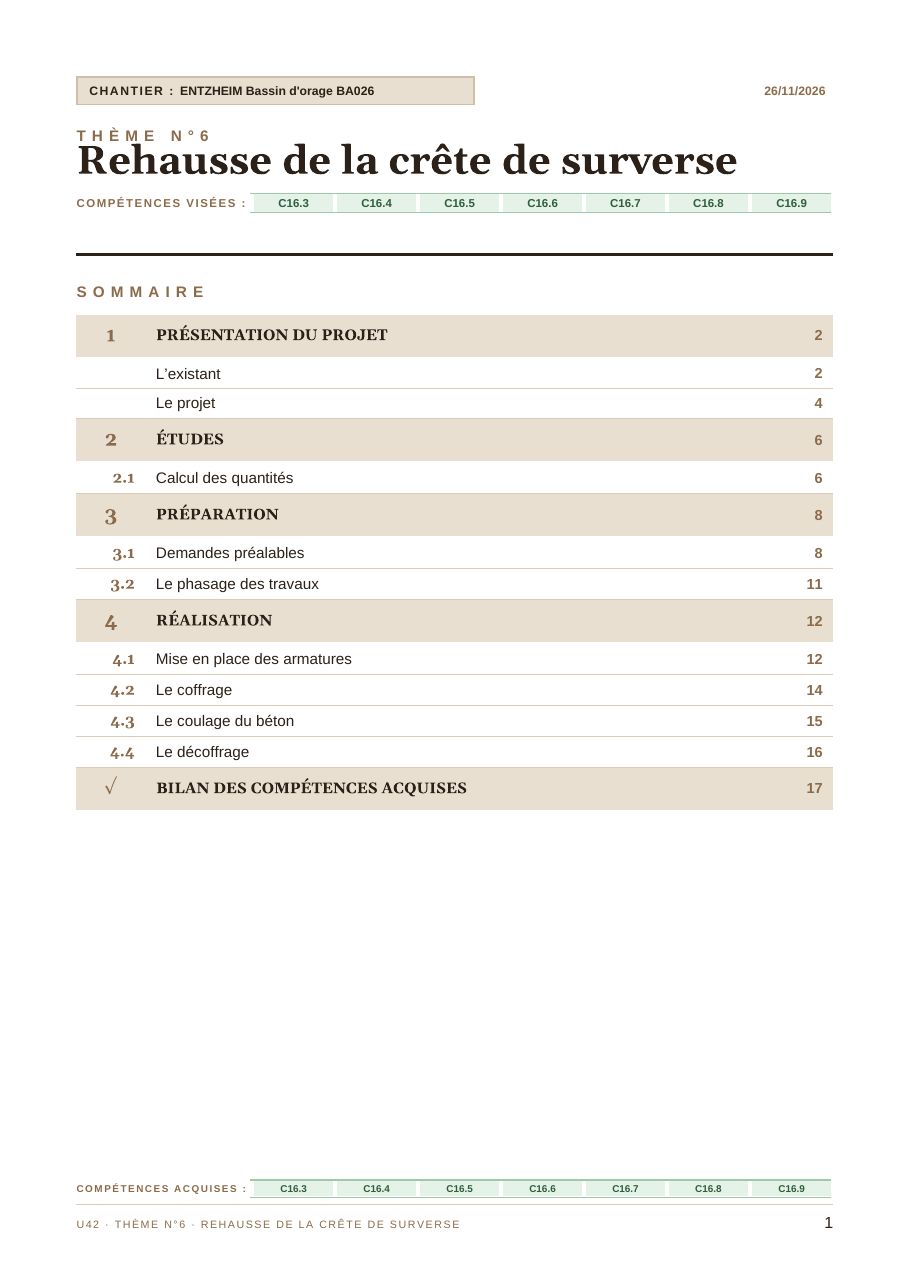 CHANTIER : ENTZHEIM Bassin d'orage BA026 26/11/2026
THÈME N°6
Rehausse de la crête de surverse
COMPÉTENCES VISÉES : C16.3 C16.4 C16.5 C16.6 C16.7 C16.8 C16.9
SOMMAIRE
1 PRÉSENTATION DU PROJET 2
L'existant 2
Le projet 4
2 ÉTUDES 6
2.1 Calcul des quantités 6
3 PRÉPARATION 8
3.1 Demandes préalables 8
3.2 Le phasage des travaux 11
4 RÉALISATION 12
4.1 Mise en place des armatures 12
4.2 Le coffrage 14
4.3 Le coulage du béton 15
4.4 Le décoffrage 16
√ BILAN DES COMPÉTENCES ACQUISES 17
COMPÉTENCES ACQUISES : C16.3 C16.4 C16.5 C16.6 C16.7 C16.8 C16.9
U42 · THÈME N°6 · REHAUSSE DE LA CRÊTE DE SURVERSE 1